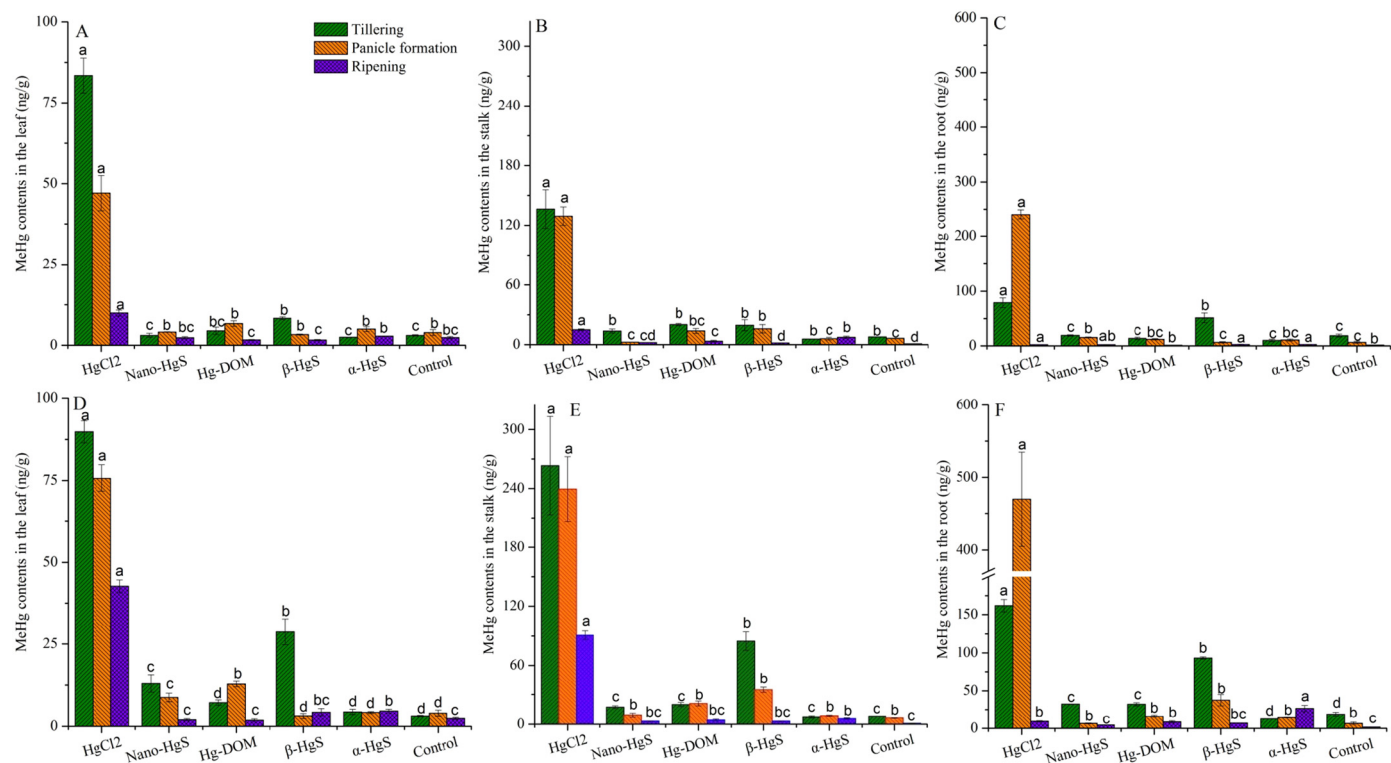 A
MeHg contents in the leaf (ng/g)
100
75
50
25
0
Tillering
Panicle formation
Ripening
a
a
a
c
b
bc
bc
b
c
b
b
c
c
b
b
c
b
bc
HgCl2
Nano-HgS
Hg-DOM
β-HgS
α-HgS
Control
B
MeHg contents in the stalk (ng/g)
300
240
180
120
60
0
a
a
a
b
c
cd
b
bc
c
b
b
d
b
bc
b
b
bc
d
HgCl2
Nano-HgS
Hg-DOM
β-HgS
α-HgS
Control
C
MeHg contents in the root (ng/g)
600
500
400
300
200
100
0
a
a
a
c
b
ab
c
bc
b
b
c
a
c
bc
a
c
c
b
HgCl2
Nano-HgS
Hg-DOM
β-HgS
α-HgS
Control
D
MeHg contents in the leaf (ng/g)
100
75
50
25
0
a
a
a
c
c
c
d
b
c
b
d
bc
d
d
b
d
d
c
HgCl2
Nano-HgS
Hg-DOM
β-HgS
α-HgS
Control
E
MeHg contents in the stalk (ng/g)
300
240
180
120
60
0
a
a
a
c
b
bc
c
b
bc
b
b
bc
c
b
b
c
b
c
HgCl2
Nano-HgS
Hg-DOM
β-HgS
α-HgS
Control
F
MeHg contents in the root (ng/g)
600
500
400
150
100
50
25
0
a
a
b
c
b
c
c
b
b
b
b
bc
d
b
a
d
b
c
HgCl2
Nano-HgS
Hg-DOM
β-HgS
α-HgS
Control